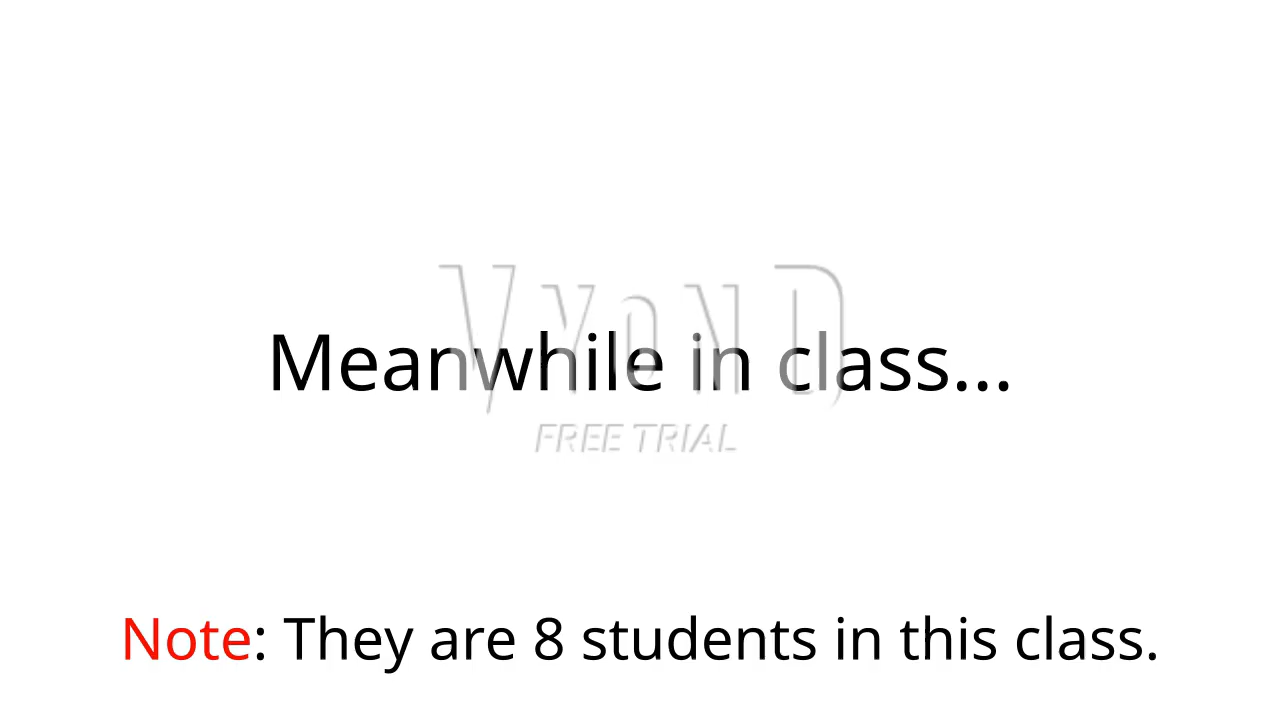 VYOND
Meanwhile in class...
FREE TRIAL
Note: They are 8 students in this class.